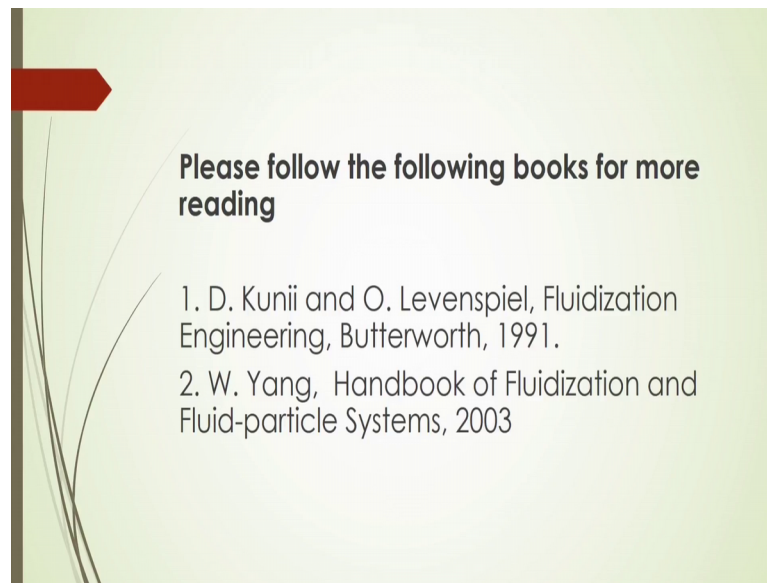 Please follow the following books for more
reading
1. D. Kunii and O. Levenspiel, Fluidization
Engineering, Butterworth, 1991.
2. W. Yang,  Handbook of Fluidization and
Fluid-particle Systems, 2003